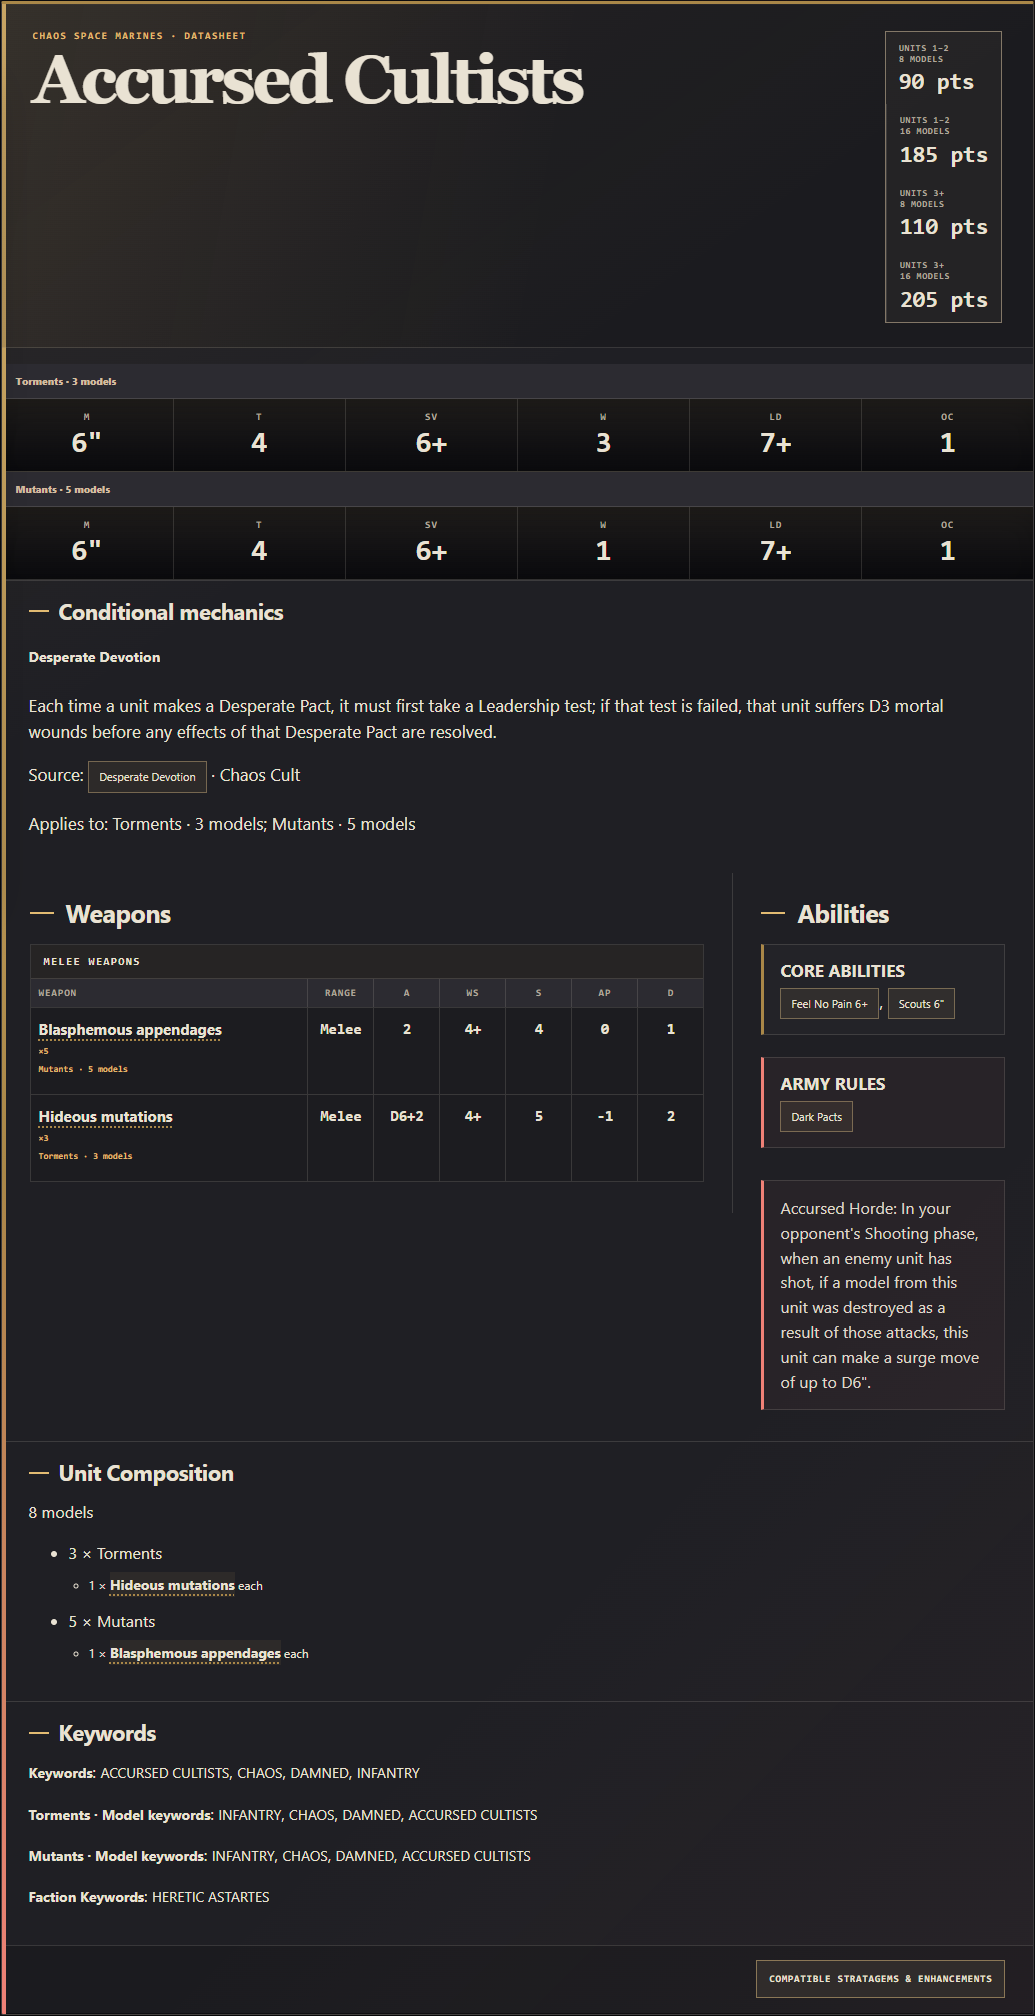 CHAOS SPACE MARINES · DATASHEET
Accursed Cultists
UNITS 1-2
8 MODELS
90 pts
UNITS 1-2
16 MODELS
185 pts
UNITS 3+
8 MODELS
110 pts
UNITS 3+
16 MODELS
205 pts
Torments · 3 models
M T SV W LD OC
6" 4 6+ 3 7+ 1
Mutants · 5 models
M T SV W LD OC
6" 4 6+ 1 7+ 1
Conditional mechanics
Desperate Devotion
Each time a unit makes a Desperate Pact, it must first take a Leadership test; if that test is failed, that unit suffers D3 mortal
wounds before any effects of that Desperate Pact are resolved.
Source: Desperate Devotion · Chaos Cult
Applies to: Torments · 3 models; Mutants · 5 models
Weapons
MELEE WEAPONS
WEAPON RANGE A WS S AP D
Blasphemous appendages Melee 2 4+ 4 0 1
×5
Mutants · 5 models
Hideous mutations Melee D6+2 4+ 5 -1 2
×3
Torments · 3 models
Abilities
CORE ABILITIES
Feel No Pain 6+, Scouts 6"
ARMY RULES
Dark Pacts
Accursed Horde: In your
opponent's Shooting phase,
when an enemy unit has
shot, if a model from this
unit was destroyed as a
result of those attacks, this
unit can make a surge move
of up to D6".
Unit Composition
8 models
• 3 × Torments
◦ 1 × Hideous mutations each
• 5 × Mutants
◦ 1 × Blasphemous appendages each
Keywords
Keywords: ACCURSED CULTISTS, CHAOS, DAMNED, INFANTRY
Torments · Model keywords: INFANTRY, CHAOS, DAMNED, ACCURSED CULTISTS
Mutants · Model keywords: INFANTRY, CHAOS, DAMNED, ACCURSED CULTISTS
Faction Keywords: HERETIC ASTARTES
COMPATIBLE STRATAGEMS & ENHANCEMENTS